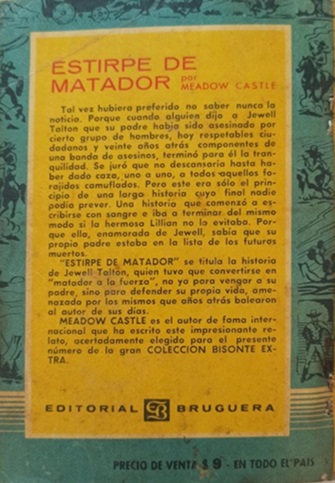 ESTIRPE DE
MATADOR por
MEADOW CASTLE
Tal vez hubiera preferido no saber nunca la
noticia. Porque cuando alguien dijo a Jewell
Talton que su padre había sido asesinado por
cierto grupo de hombres, hoy respetables ciu-
dadanos y veinte años atrás componentes de
una banda de asesinos, terminó para él la tran-
quilidad. Se juró que no descansaría hasta ha-
ber dado caza, uno a uno, a todos aquellos fo-
rajidos camuflados. Pero este era sólo el prin-
cipio de una larga historia cuyo final nadie
podía prever. Una historia que comenzó a es-
cribirse con sangre e iba a terminar del mismo
modo si la hermosa Lillian no lo evitaba. Por-
que ella, enamorada de Jewell, sabía que su
propio padre estaba en la lista de los futuros
muertos.
"ESTIRPE DE MATADOR" se titula la historia
de Jewell Talton, quien tuvo que convertirse en
"matador a la fuerza", no ya para vengar a su
padre, sino para defender su propia vida, ame-
nazada por los mismos que años atrás balearon
al autor de sus días.
MEADOW CASTLE es el autor de fama inter-
nacional que ha escrito este impresionante re-
lato, acertadamente elegido para el presente
número de la gran COLECCION BISONTE EX-
TRA.
EDITORIAL B BRUGUERA
PRECIO DE VENTA $ 9 - EN TODO EL PAIS